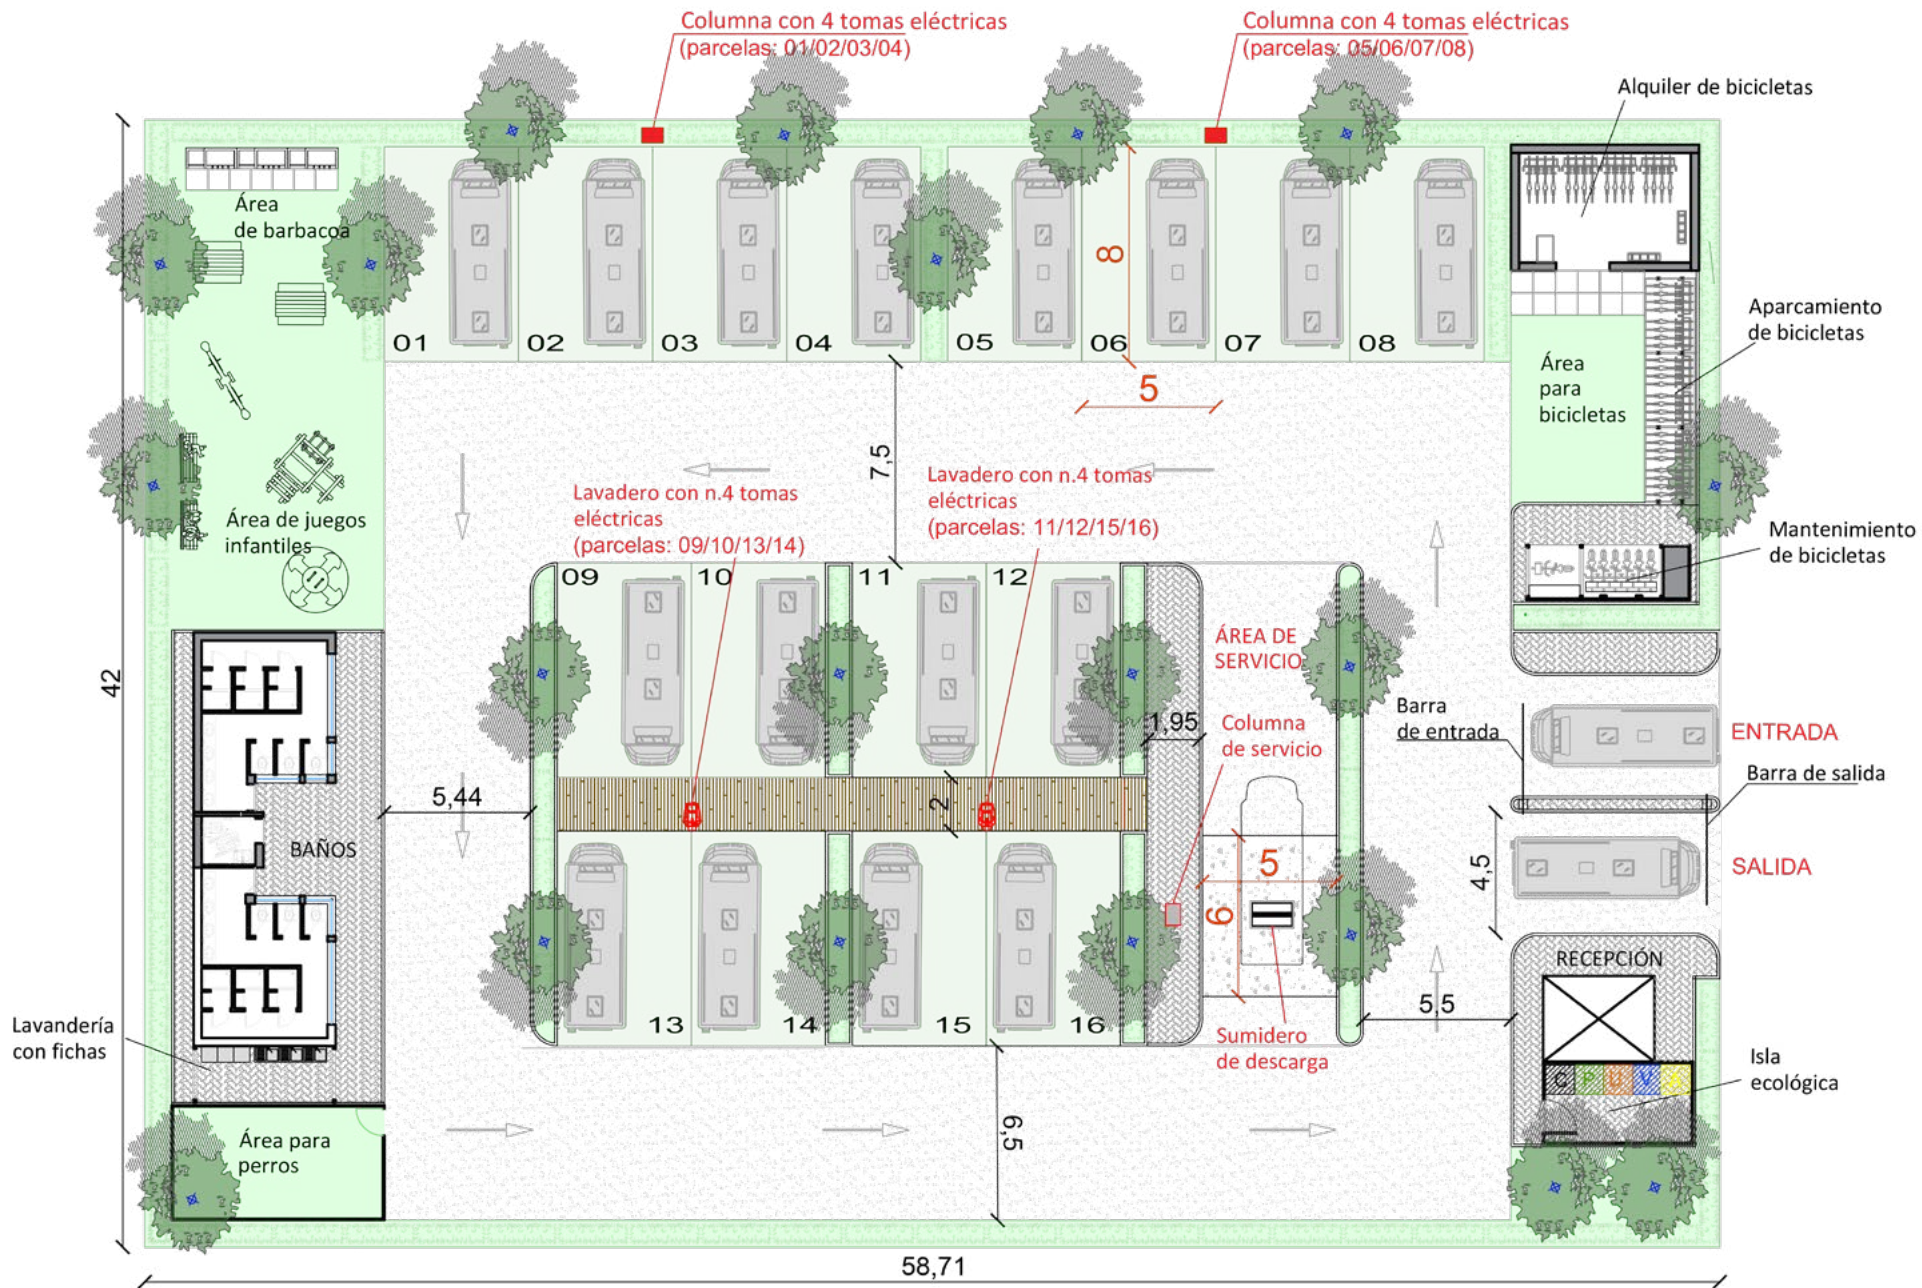 Columna con 4 tomas eléctricas
(parcelas: 01/02/03/04)
Columna con 4 tomas eléctricas
(parcelas: 05/06/07/08)
Alquiler de bicicletas
Área
de barbacoa
8
01
02
03
04
05
06
07
08
Aparcamiento
de bicicletas
Área
para
bicicletas
5
7,5
Lavadero con n.4 tomas
eléctricas
(parcelas: 09/10/13/14)
Lavadero con n.4 tomas
eléctricas
(parcelas: 11/12/15/16)
Área de juegos
infantiles
Mantenimiento
de bicicletas
09
10
11
12
ÁREA DE
SERVICIO
42
1,95
Columna
de servicio
Barra
de entrada
ENTRADA
Barra de salida
5,44
2
BAÑOS
5
6
4,5
SALIDA
13
14
15
16
RECEPCIÓN
5,5
Lavandería
con fichas
Sumidero
de descarga
Isla
ecológica
C P U V A
6,5
Área para
perros
58,71